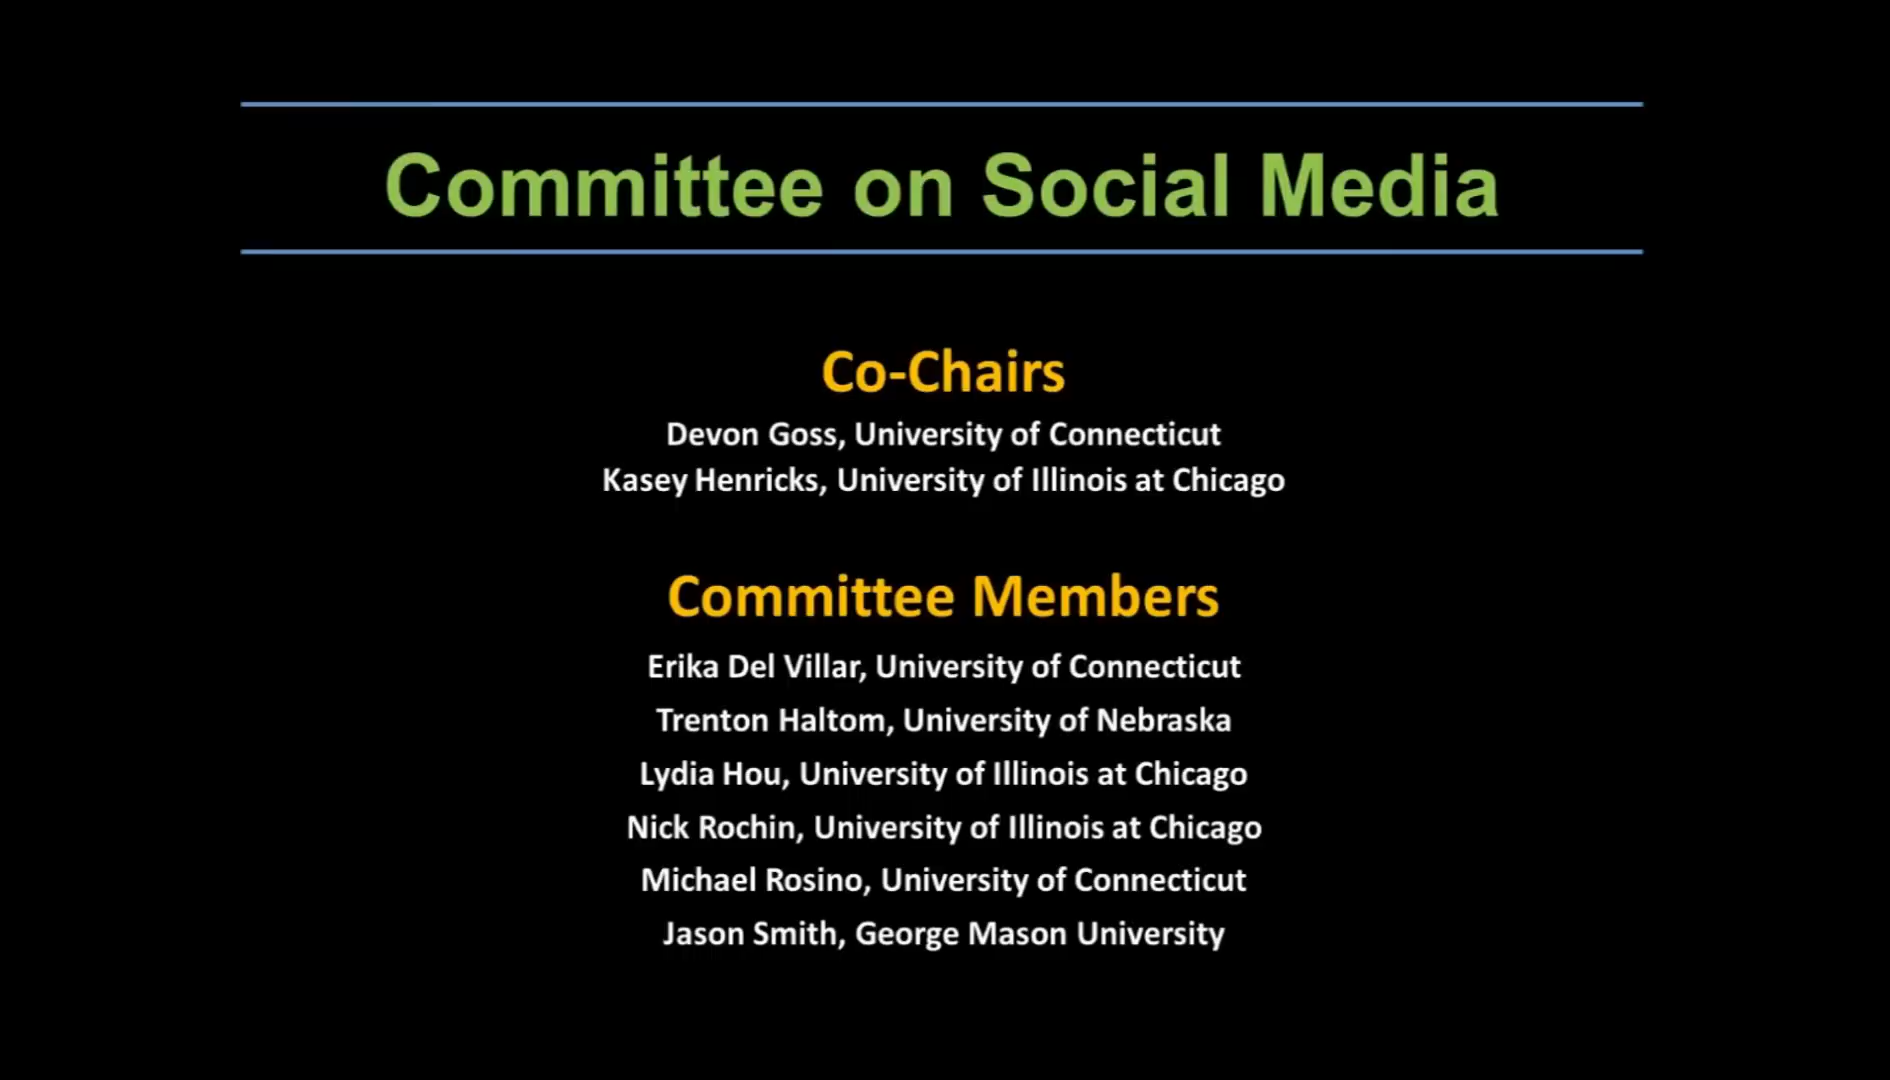 Committee on Social Media
Co-Chairs
Devon Goss, University of Connecticut
Kasey Henricks, University of Illinois at Chicago
Committee Members
Erika Del Villar, University of Connecticut
Trenton Haltom, University of Nebraska
Lydia Hou, University of Illinois at Chicago
Nick Rochin, University of Illinois at Chicago
Michael Rosino, University of Connecticut
Jason Smith, George Mason University